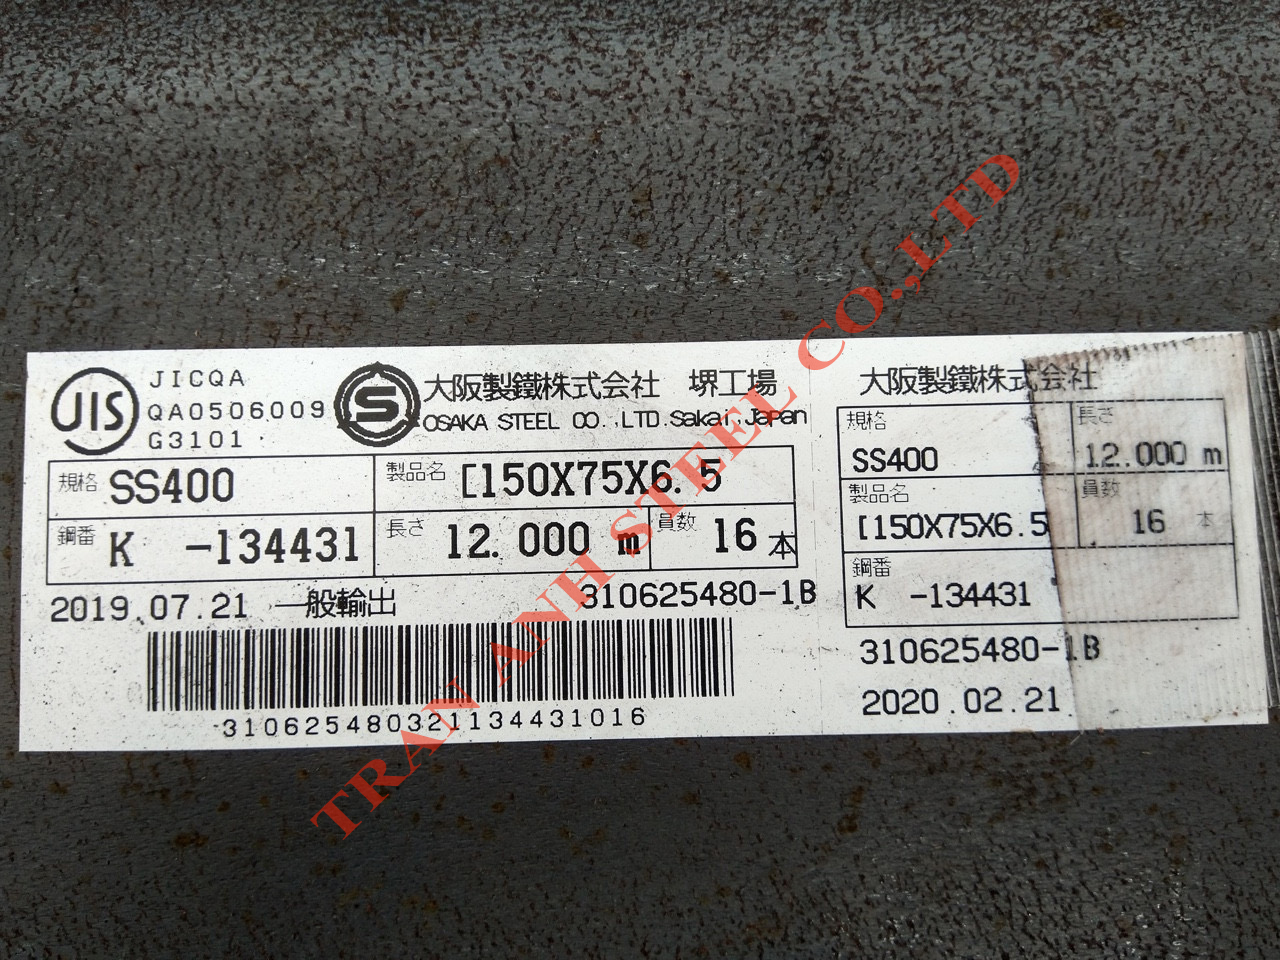 JIS
JICQA
QA0506009
G3101
S
大阪製鐵株式会社 堺工場
OSAKA STEEL CO.,LTD.Sakai,Japan
規格 SS400
製品名 [150X75X6.5
鋼番 K -134431
長さ 12.000 m
員数 16 本
2019.07.21 一般輸出 310625480-1B
310625480321134431016
大阪製鐵株式会社
規格 SS400
長さ 12.000 m
製品名 [150X75X6.5
員数 16 本
鋼番 K -134431
310625480-1B
2020.02.21
TRAN ANH STEEL CO.,LTD